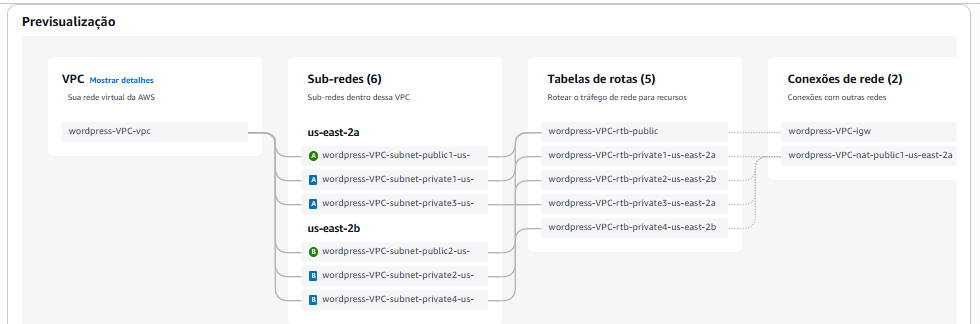 Previsualização
VPC Mostrar detalhes
Sua rede virtual da AWS
wordpress-VPC-vpc
Sub-redes (6)
Sub-redes dentro dessa VPC
us-east-2a
A wordpress-VPC-subnet-public1-us-
A wordpress-VPC-subnet-private1-us-
A wordpress-VPC-subnet-private3-us-
us-east-2b
B wordpress-VPC-subnet-public2-us-
B wordpress-VPC-subnet-private2-us-
B wordpress-VPC-subnet-private4-us-
Tabelas de rotas (5)
Rotear o tráfego de rede para recursos
wordpress-VPC-rtb-public
wordpress-VPC-rtb-private1-us-east-2a
wordpress-VPC-rtb-private2-us-east-2b
wordpress-VPC-rtb-private3-us-east-2a
wordpress-VPC-rtb-private4-us-east-2b
Conexões de rede (2)
Conexões com outras redes
wordpress-VPC-igw
wordpress-VPC-nat-public1-us-east-2a